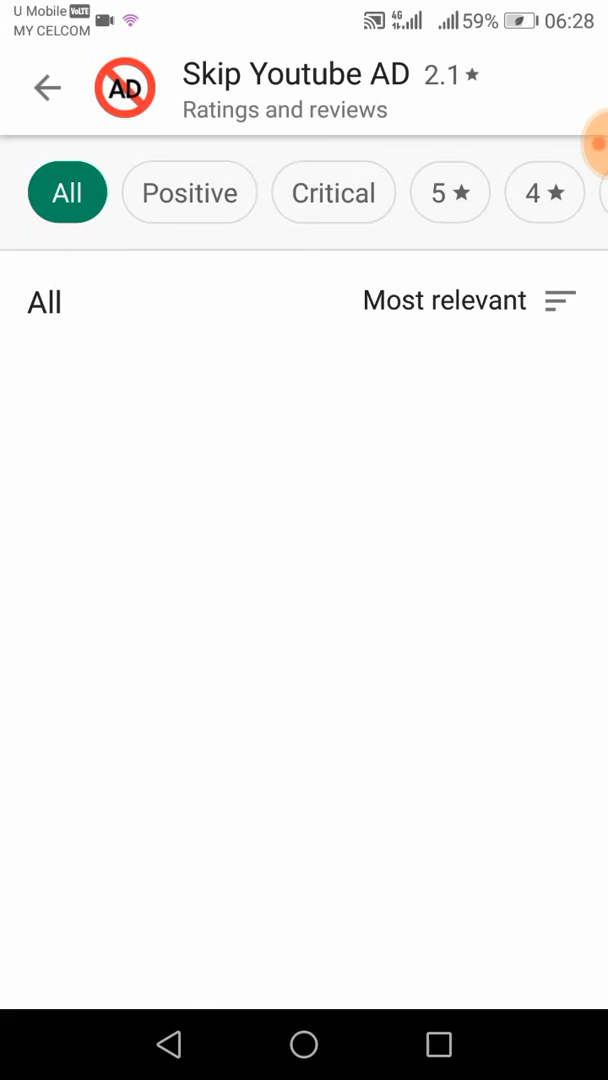 U Mobile VoLTE
MY CELCOM
4G 59% 06:28
AD
Skip Youtube AD 2.1★
Ratings and reviews
All Positive Critical 5★ 4★
All Most relevant